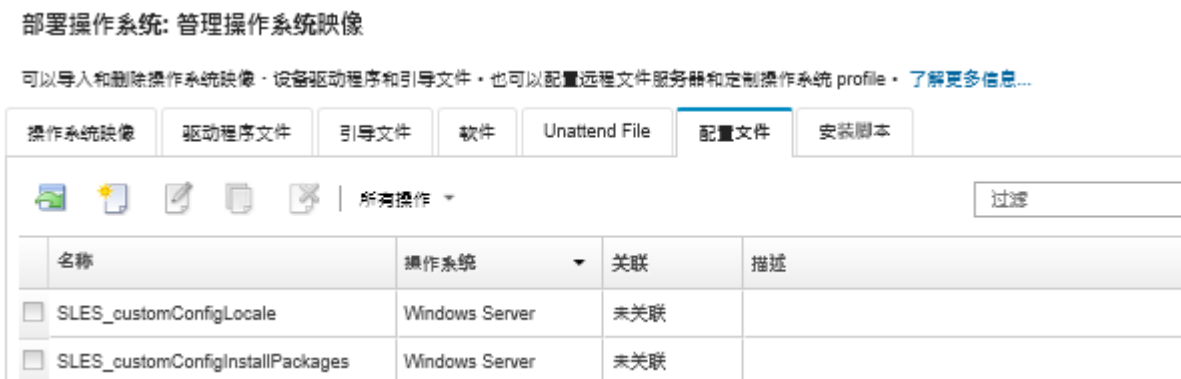 部署操作系统: 管理操作系统映像
可以导入和删除操作系统映像、设备驱动程序和引导文件。也可以配置远程文件服务器和定制操作系统 profile。 了解更多信息...
操作系统映像 驱动程序文件 引导文件 软件 Unattend File 配置文件 安装脚本
所有操作 过滤
名称 操作系统 关联 描述
SLES_customConfigLocale Windows Server 未关联
SLES_customConfigInstallPackages Windows Server 未关联